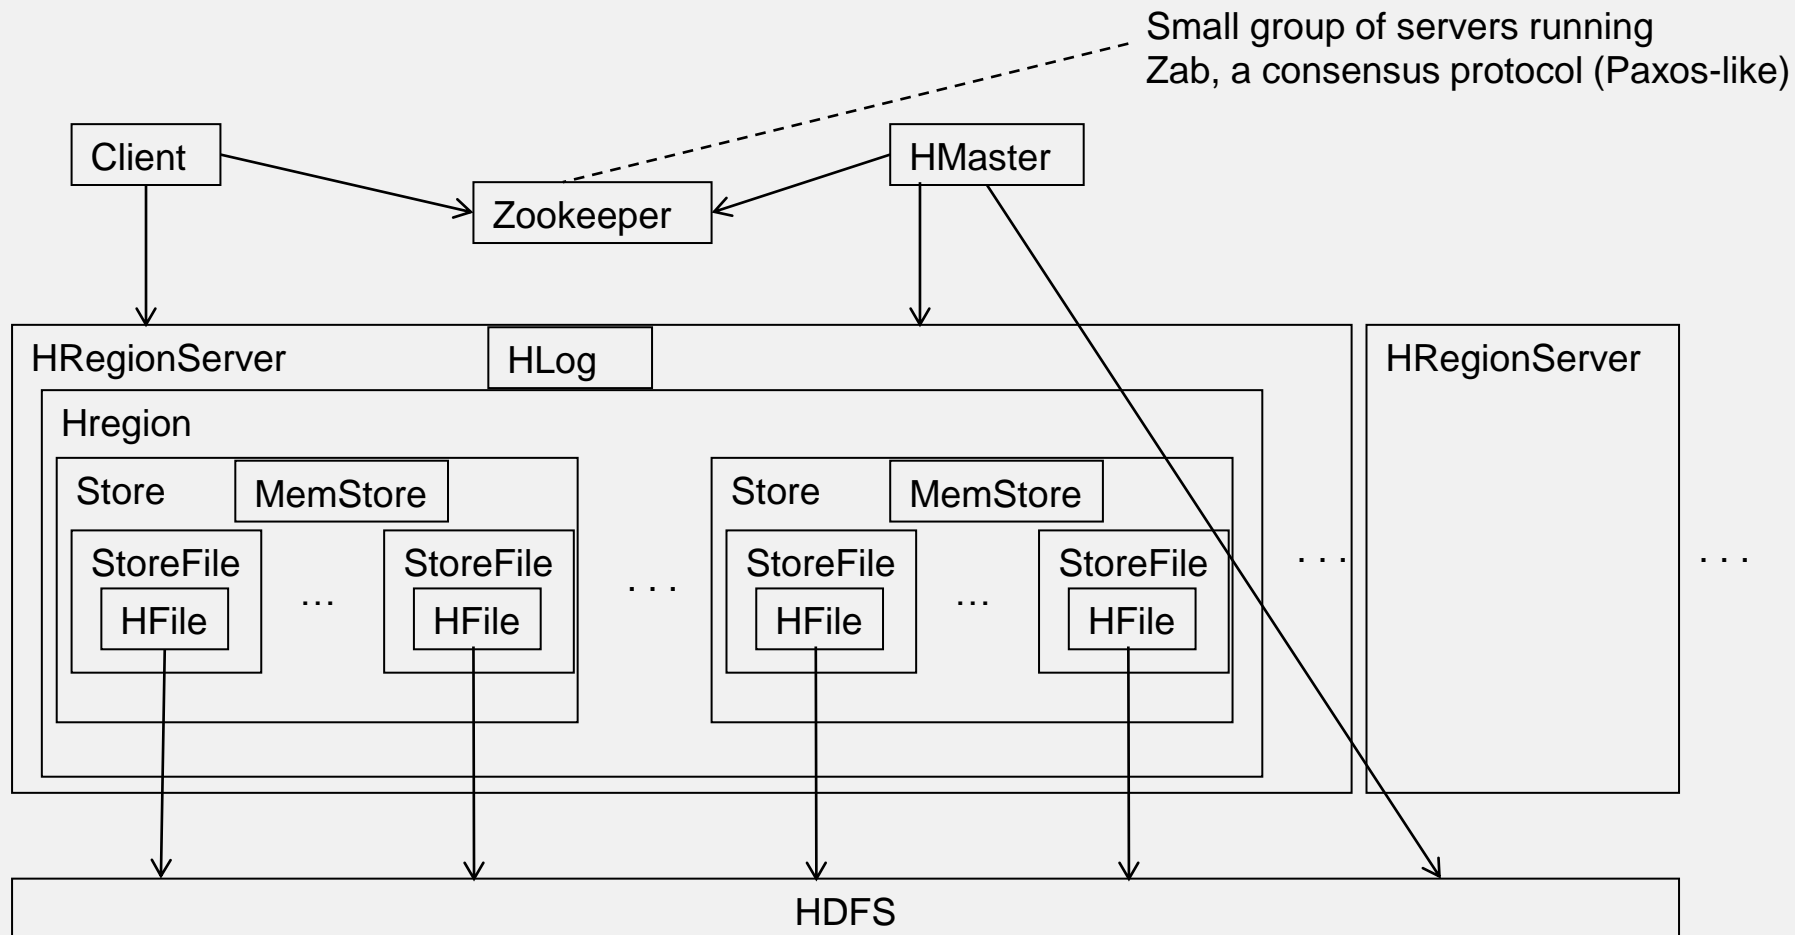 Small group of servers running
Zab, a consensus protocol (Paxos-like)
Client
HMaster
Zookeeper
HRegionServer
HLog
HRegionServer
Hregion
Store
MemStore
Store
MemStore
StoreFile
StoreFile
StoreFile
StoreFile
. . .
. . .
. . .
...
...
HFile
HFile
HFile
HFile
HDFS